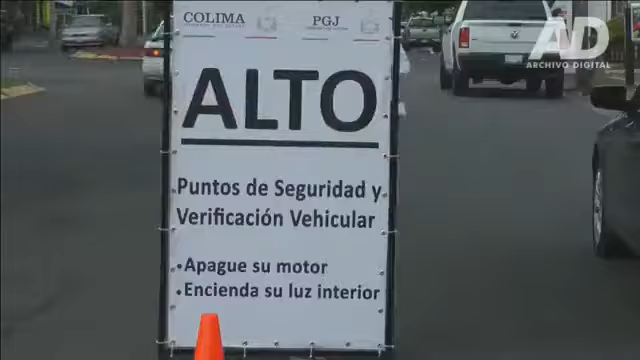 COLIMA
PGJ
AD
ARCHIVO DIGITAL
ALTO
Puntos de Seguridad y
Verificación Vehicular
• Apague su motor
• Encienda su luz interior